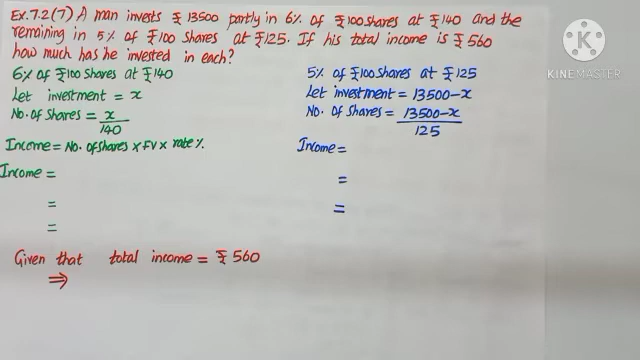 Ex.7.2(7) A man invests ₹ 13500 partly in 6% of ₹100 shares at ₹140 and the
remaining in 5% of ₹100 shares at ₹125. If his total income is ₹560
how much has he invested in each?
6% of ₹100 shares at ₹140
Let investment = x
No. of shares = x/140
Income = No. of shares × FV × rate%
Income =
=
=
5% of ₹100 shares at ₹125
Let investment = 13500-x
No. of shares = 13500-x/125
Income =
=
=
Given that total income = ₹560
⇒
KINEMASTER